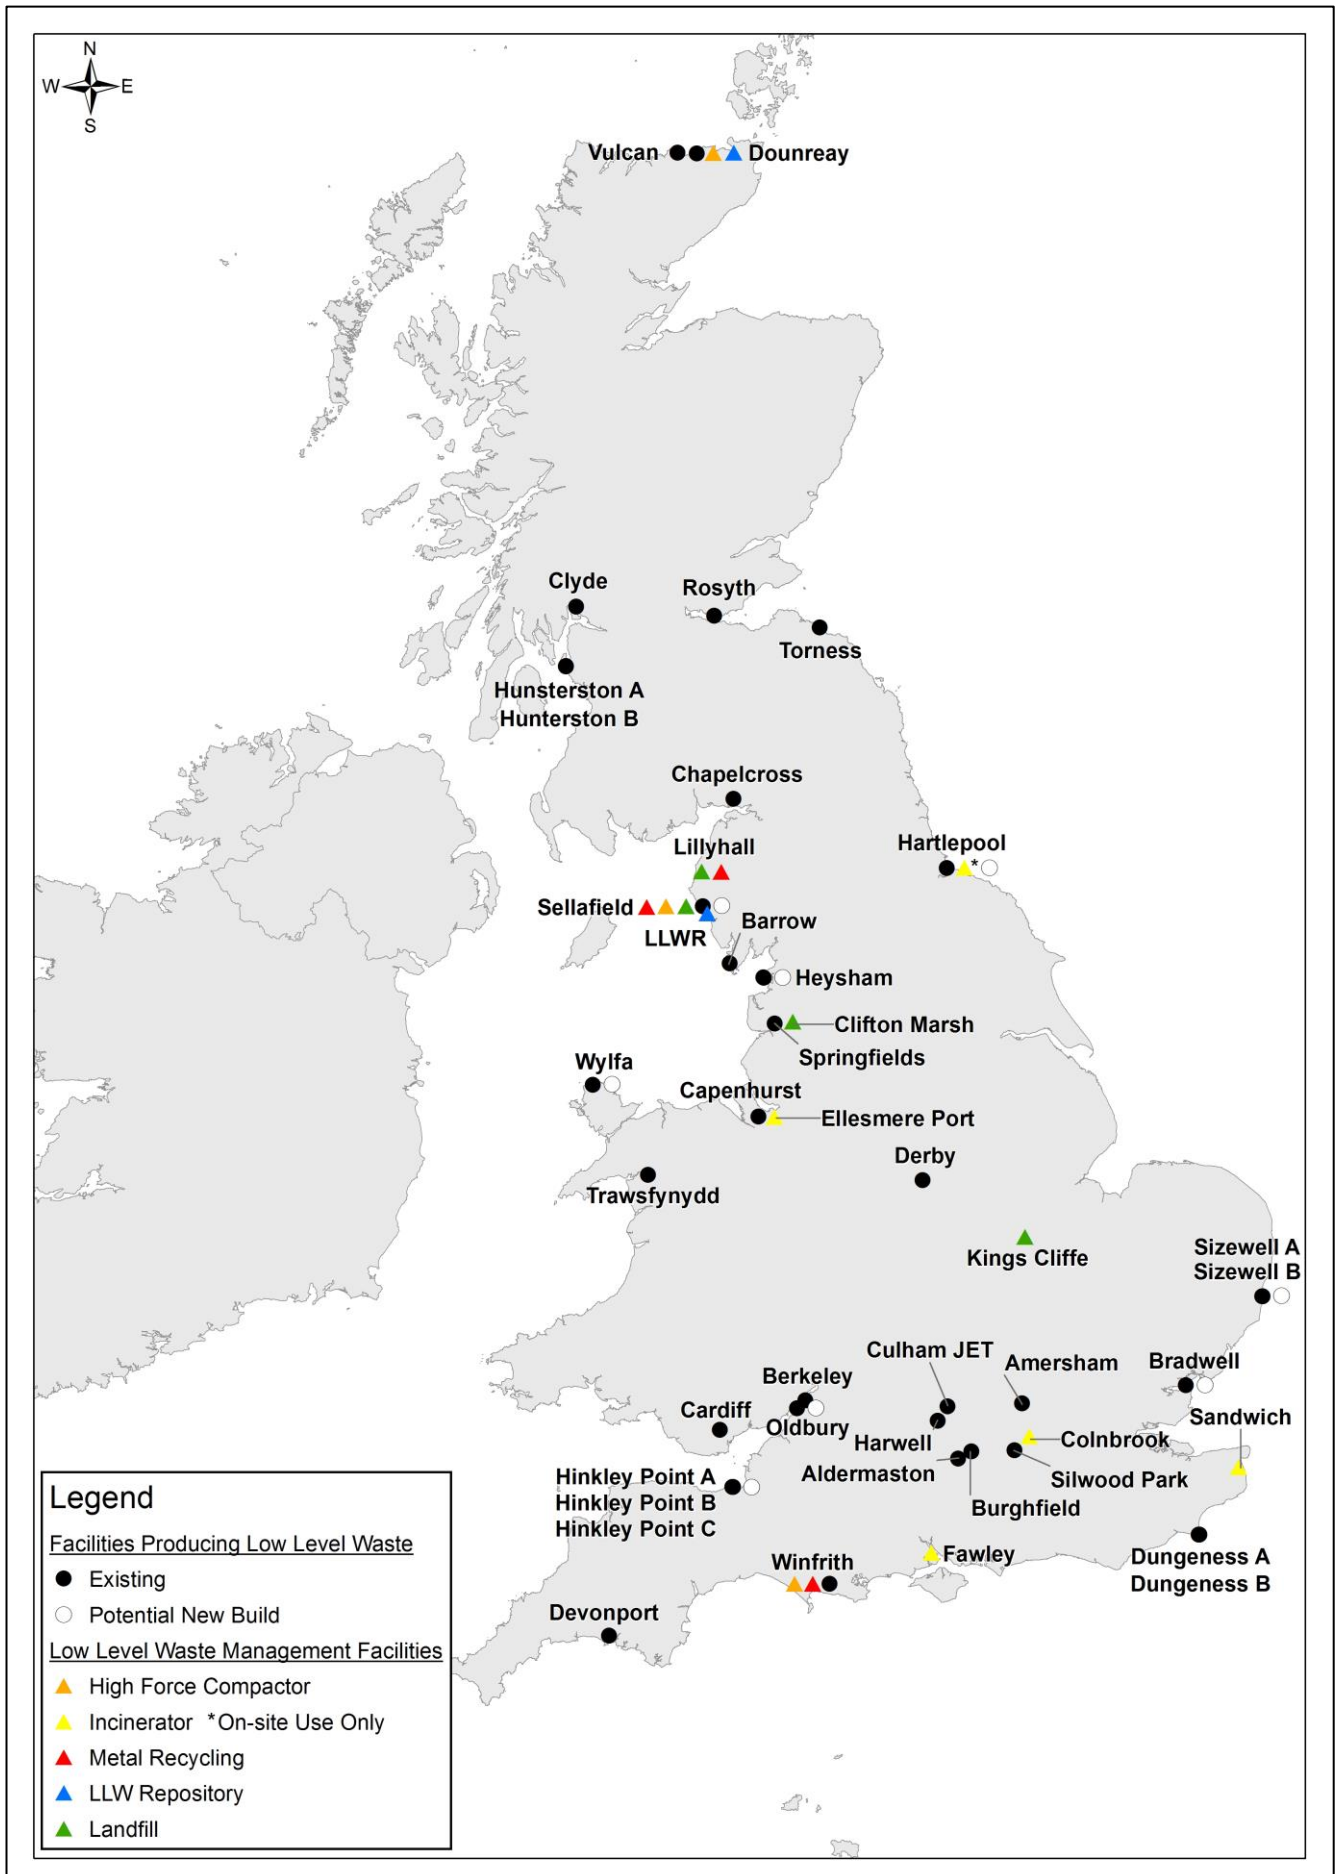 N
W E
S
Vulcan Dounreay
Clyde
Rosyth
Torness
Hunsterston A
Hunterston B
Chapelcross
Lillyhall
Hartlepool
*
Sellafield
LLWR
Barrow
Heysham
Clifton Marsh
Springfields
Wylfa
Capenhurst
Ellesmere Port
Derby
Trawsfynydd
Kings Cliffe
Sizewell A
Sizewell B
Culham JET
Amersham
Bradwell
Berkeley
Oldbury
Cardiff
Sandwich
Harwell
Colnbrook
Aldermaston
Silwood Park
Burghfield
Hinkley Point A
Hinkley Point B
Hinkley Point C
Fawley
Dungeness A
Dungeness B
Winfrith
Devonport
Legend
Facilities Producing Low Level Waste
Existing
Potential New Build
Low Level Waste Management Facilities
High Force Compactor
Incinerator *On-site Use Only
Metal Recycling
LLW Repository
Landfill